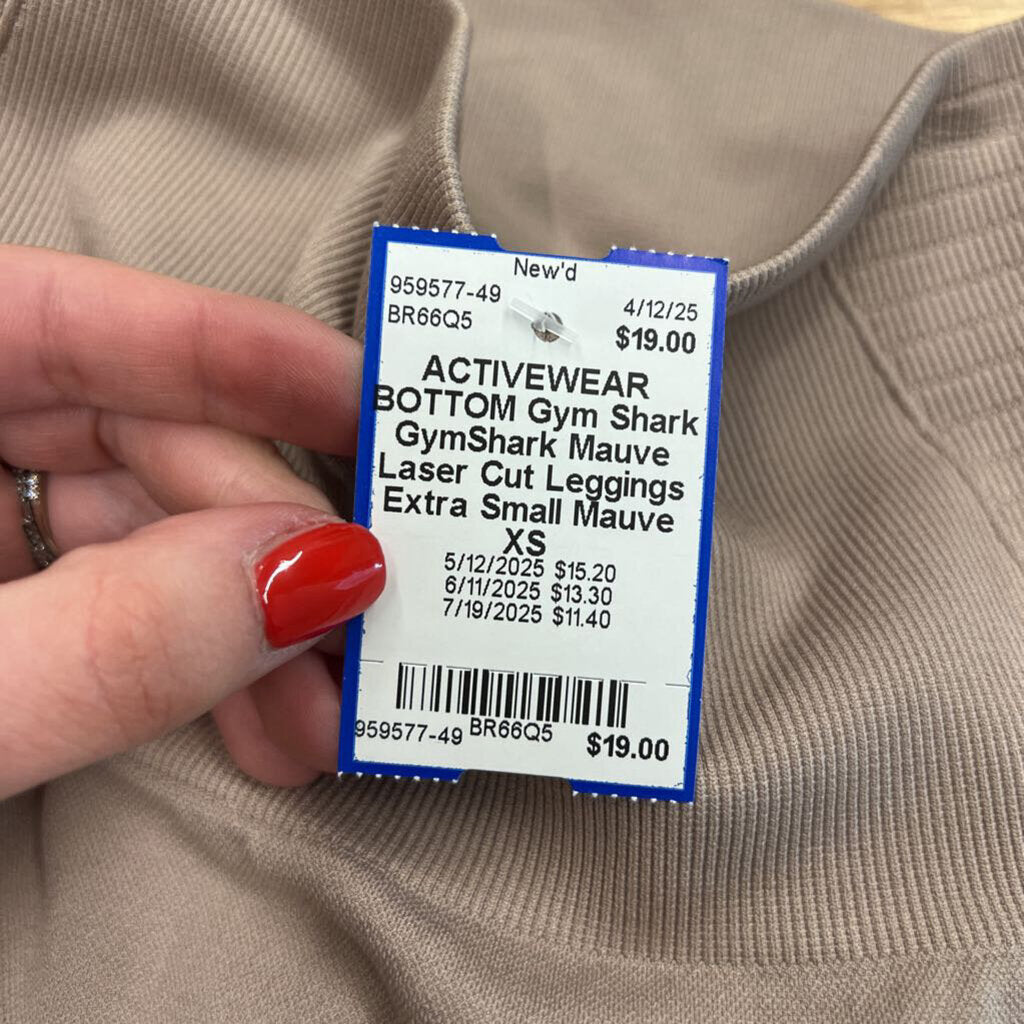 New'd
959577-49 4/12/25
BR66Q5 $19.00
ACTIVEWEAR
BOTTOM Gym Shark
GymShark Mauve
Laser Cut Leggings
Extra Small Mauve
XS
5/12/2025 $15.20
6/11/2025 $13.30
7/19/2025 $11.40
959577-49 BR66Q5 $19.00